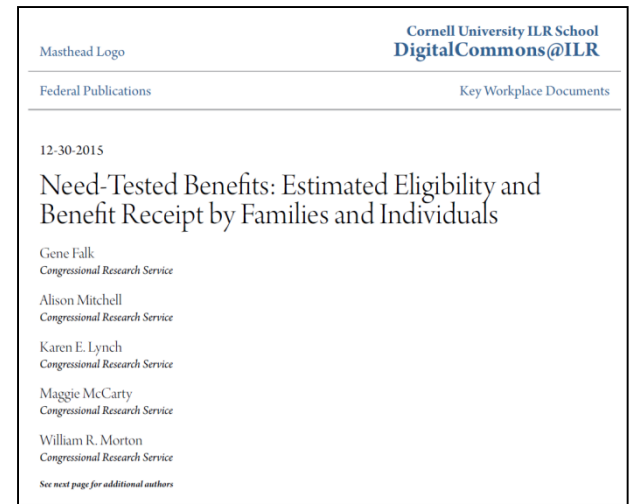 Masthead Logo
Cornell University ILR School
DigitalCommons@ILR
Federal Publications
Key Workplace Documents
12-30-2015
Need-Tested Benefits: Estimated Eligibility and
Benefit Receipt by Families and Individuals
Gene Falk
Congressional Research Service
Alison Mitchell
Congressional Research Service
Karen E. Lynch
Congressional Research Service
Maggie McCarty
Congressional Research Service
William R. Morton
Congressional Research Service
See next page for additional authors